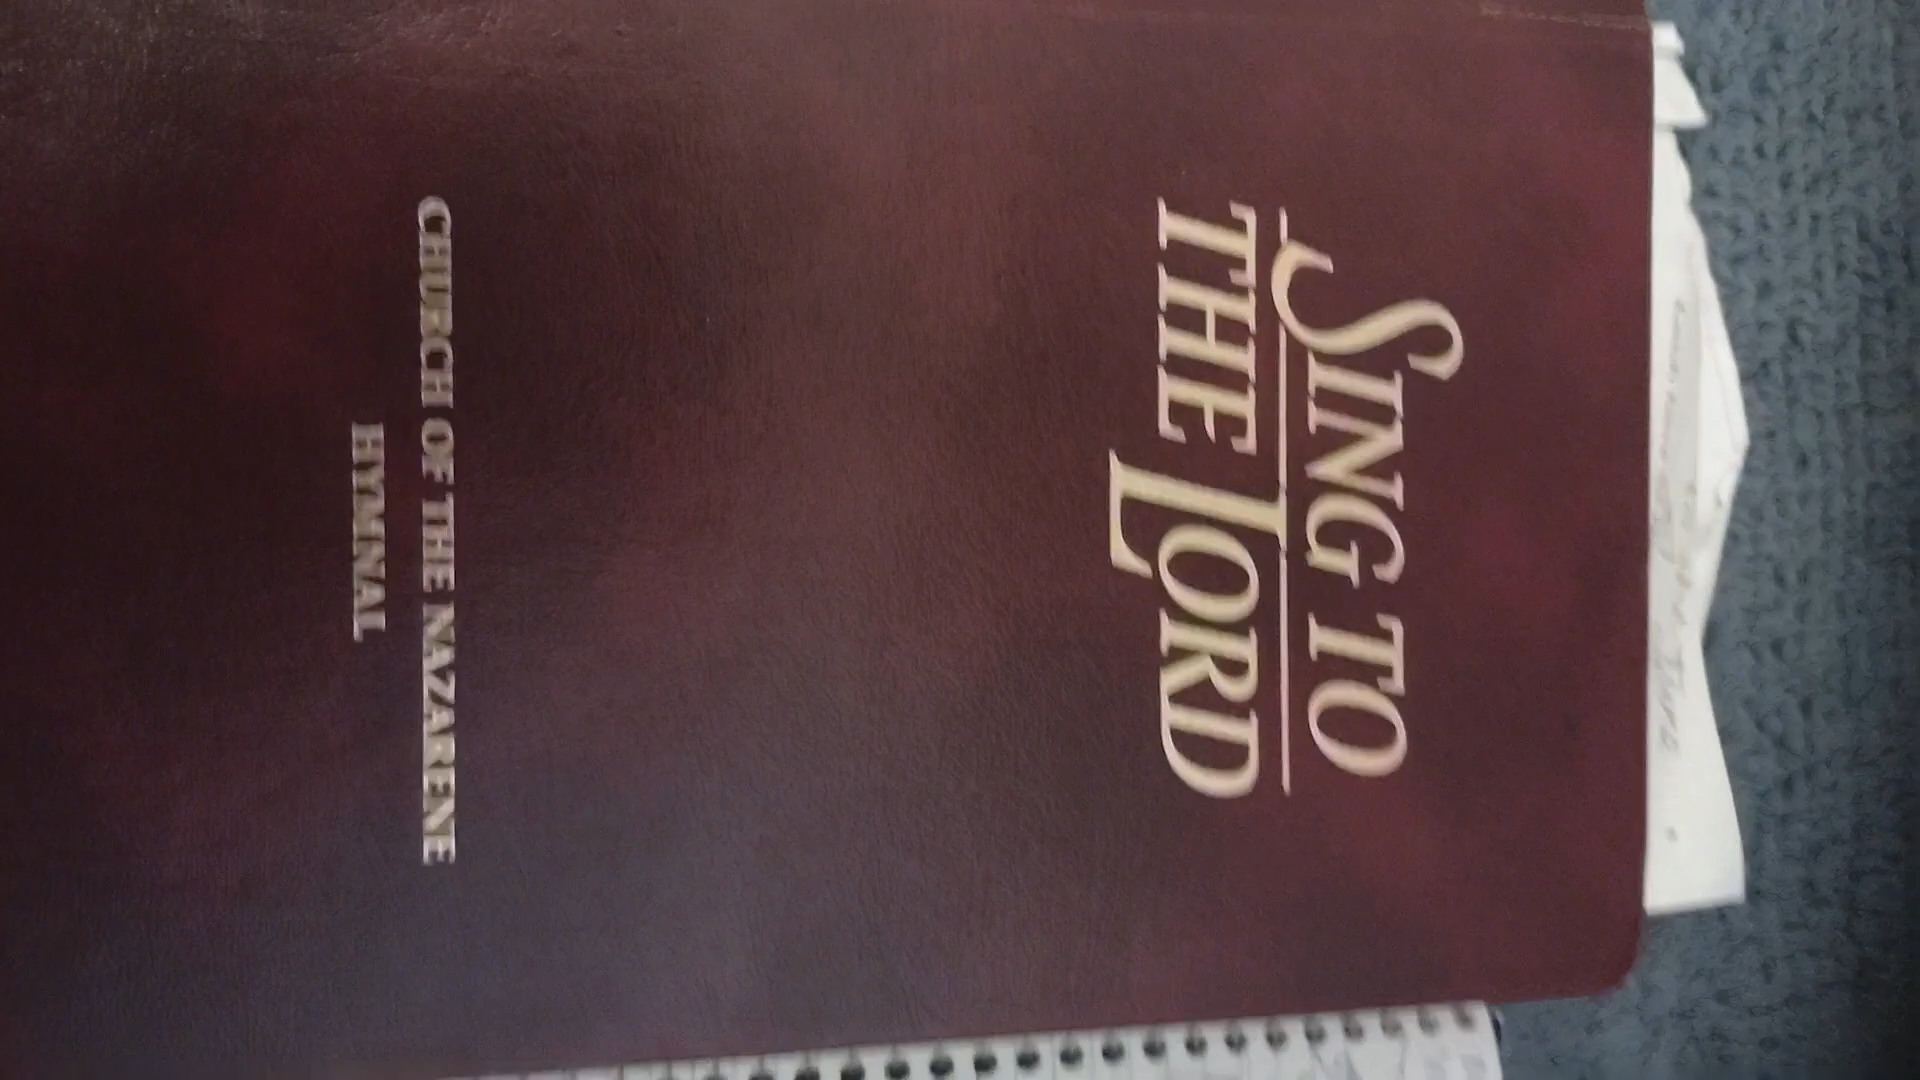 SING TO
THE LORD
CHURCH OF THE NAZARENE
HYMNAL